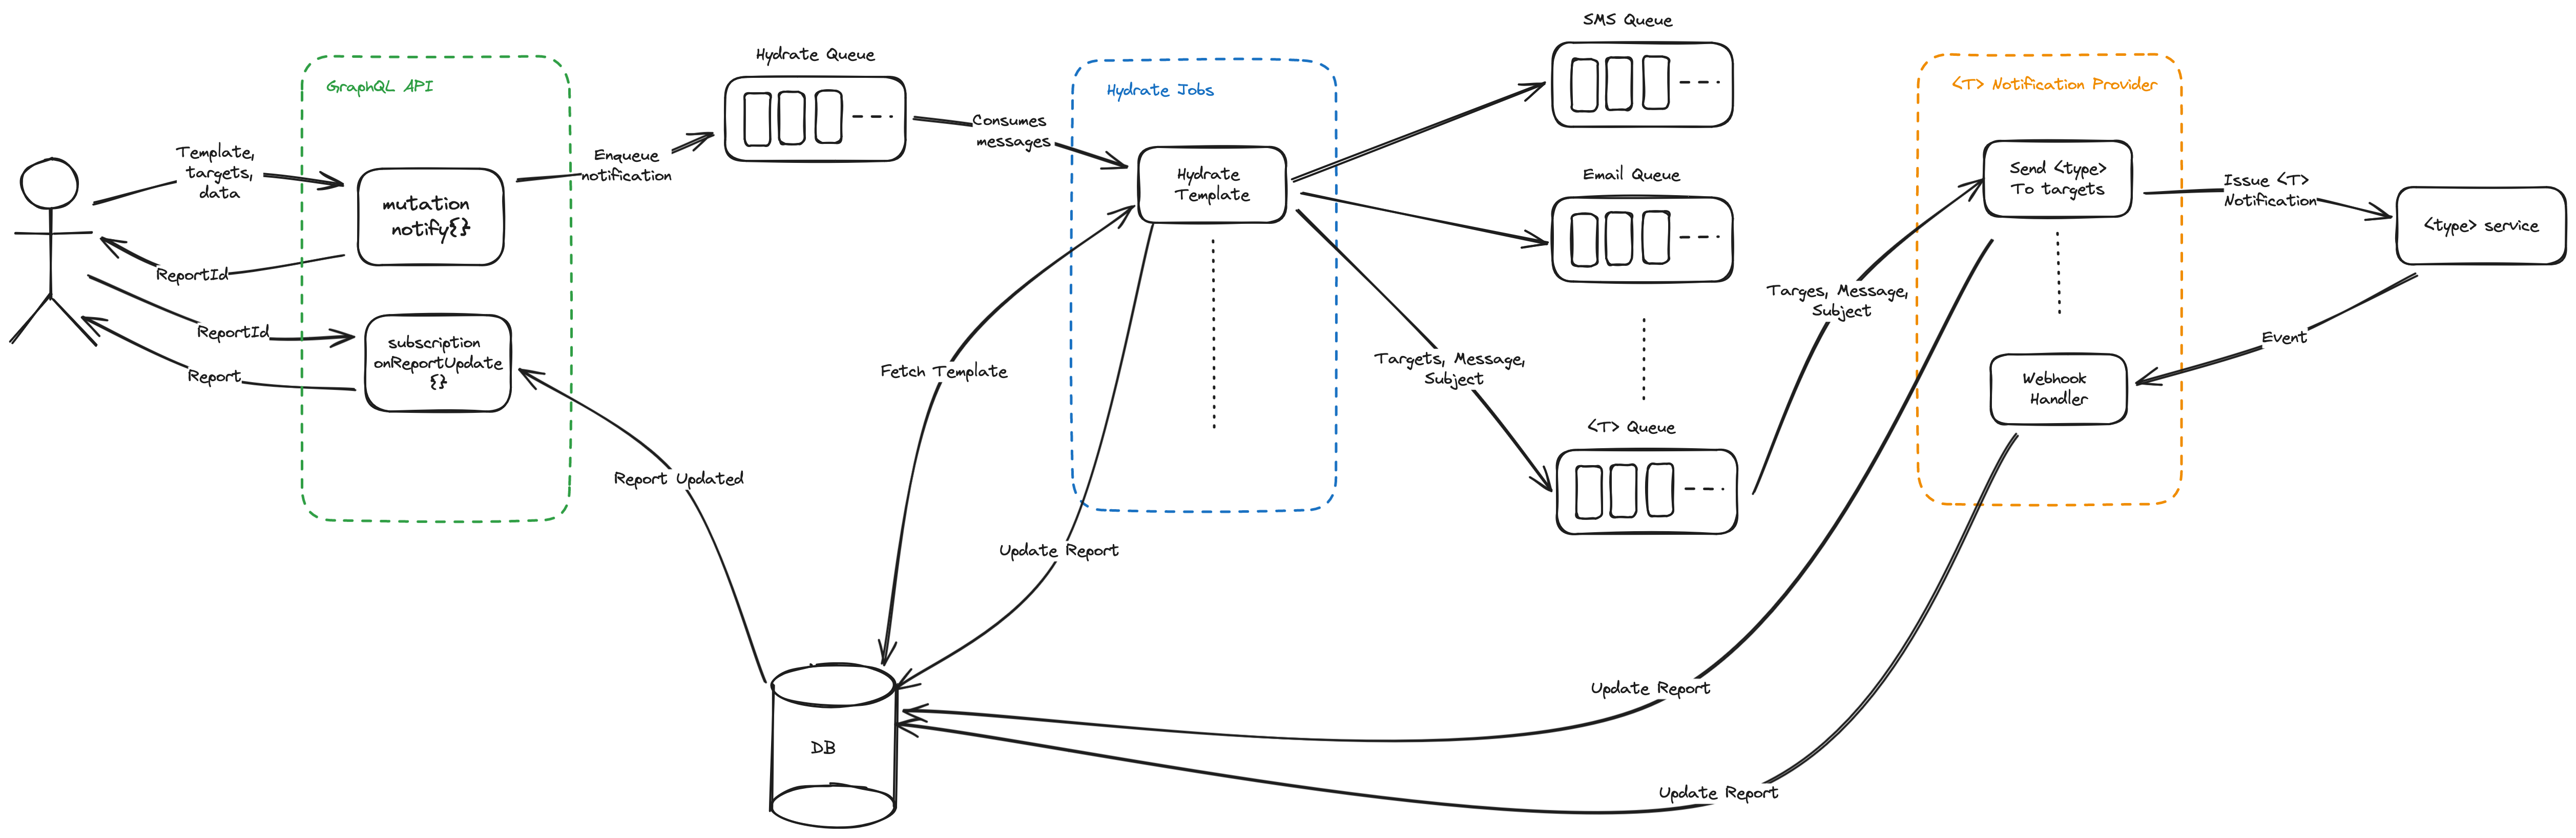 GraphQL API
Template,
targets,
data
mutation
notify{}
ReportId
ReportId
subscription
onReportUpdate
{}
Report
Enqueue
notification
Hydrate Queue
Consumes
messages
Hydrate Jobs
Hydrate
Template
Fetch Template
Update Report
Report Updated
DB
SMS Queue
Email Queue
Targets, Message,
Subject
<T> Queue
Targes, Message,
Subject
<T> Notification Provider
Send <type>
To targets
Issue <T>
Notification
<type> service
Event
Webhook
Handler
Update Report
Update Report